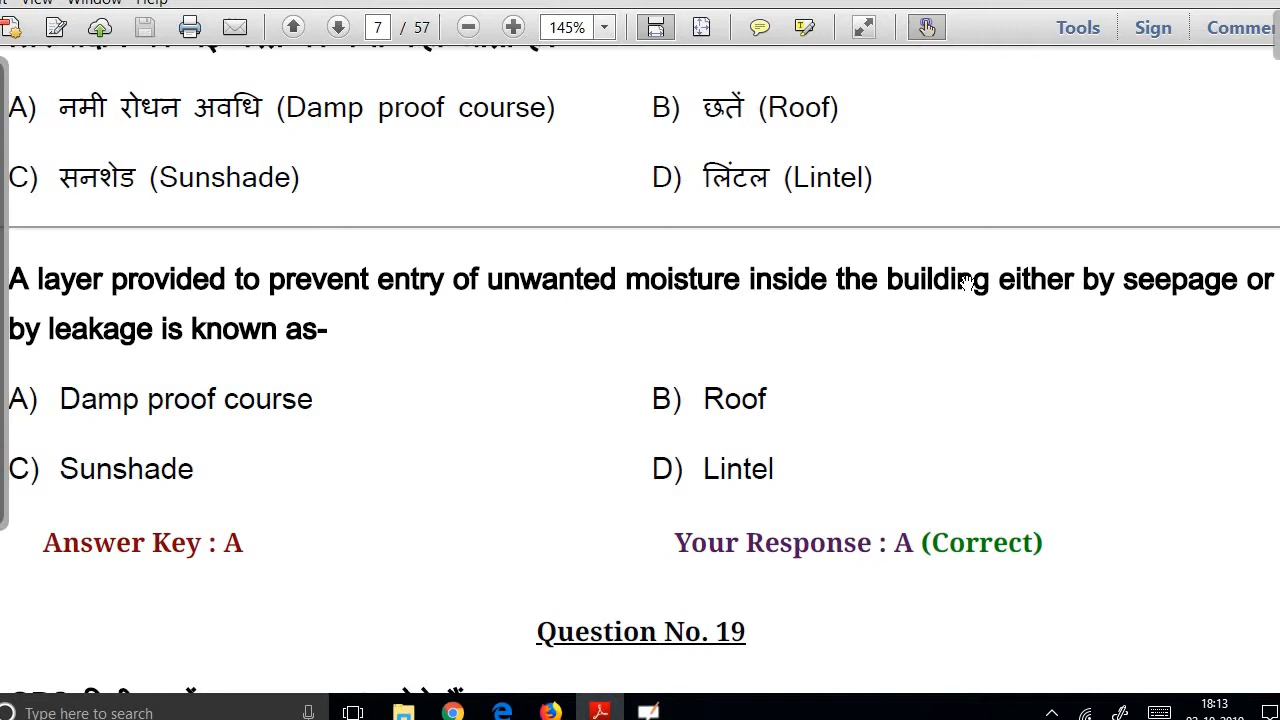 Window Help
7 / 57 145% Tools Sign
A) नमी रोधन अवधि (Damp proof course) B) छतें (Roof)
C) सनशेड (Sunshade) D) लिंटल (Lintel)
A layer provided to prevent entry of unwanted moisture inside the building either by seepage or
by leakage is known as-
A) Damp proof course B) Roof
C) Sunshade D) Lintel
Answer Key : A Your Response : A (Correct)
Question No. 19
Type here to search 18:13